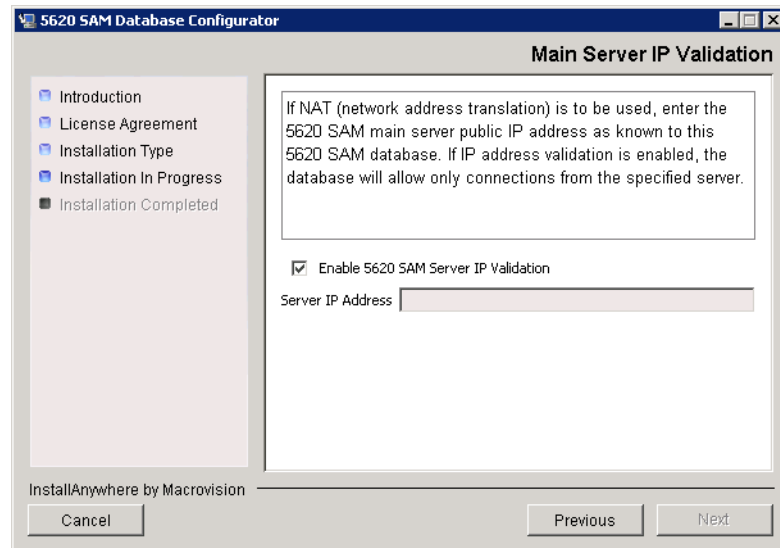 5620 SAM Database Configurator
Main Server IP Validation
Introduction
License Agreement
Installation Type
Installation In Progress
Installation Completed
If NAT (network address translation) is to be used, enter the
5620 SAM main server public IP address as known to this
5620 SAM database. If IP address validation is enabled, the
database will allow only connections from the specified server.
Enable 5620 SAM Server IP Validation
Server IP Address
InstallAnywhere by Macrovision
Cancel
Previous
Next